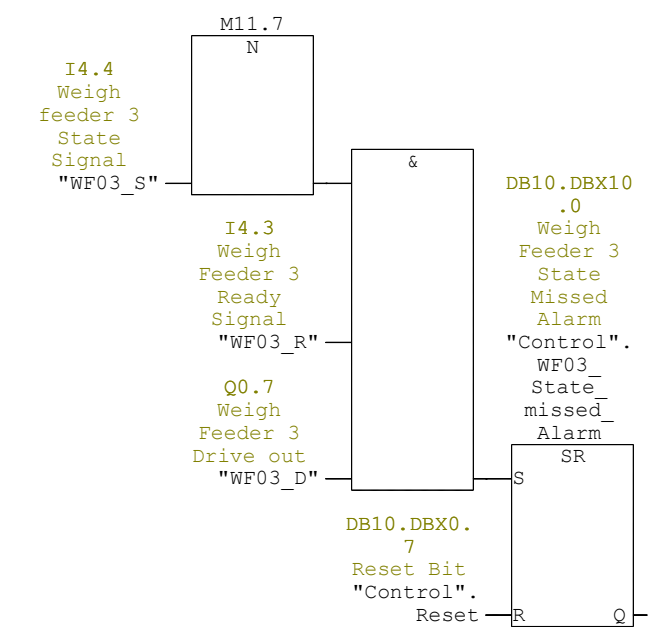 M11.7
N
I4.4
Weigh
feeder 3
State
Signal
"WF03_S"
&
I4.3
Weigh
Feeder 3
Ready
Signal
"WF03_R"
Q0.7
Weigh
Feeder 3
Drive out
"WF03_D"
DB10.DBX10
.0
Weigh
Feeder 3
State
Missed
Alarm
"Control".
WF03_
State_
missed_
Alarm
SR
S
DB10.DBX0.
7
Reset Bit
"Control".
Reset
R
Q